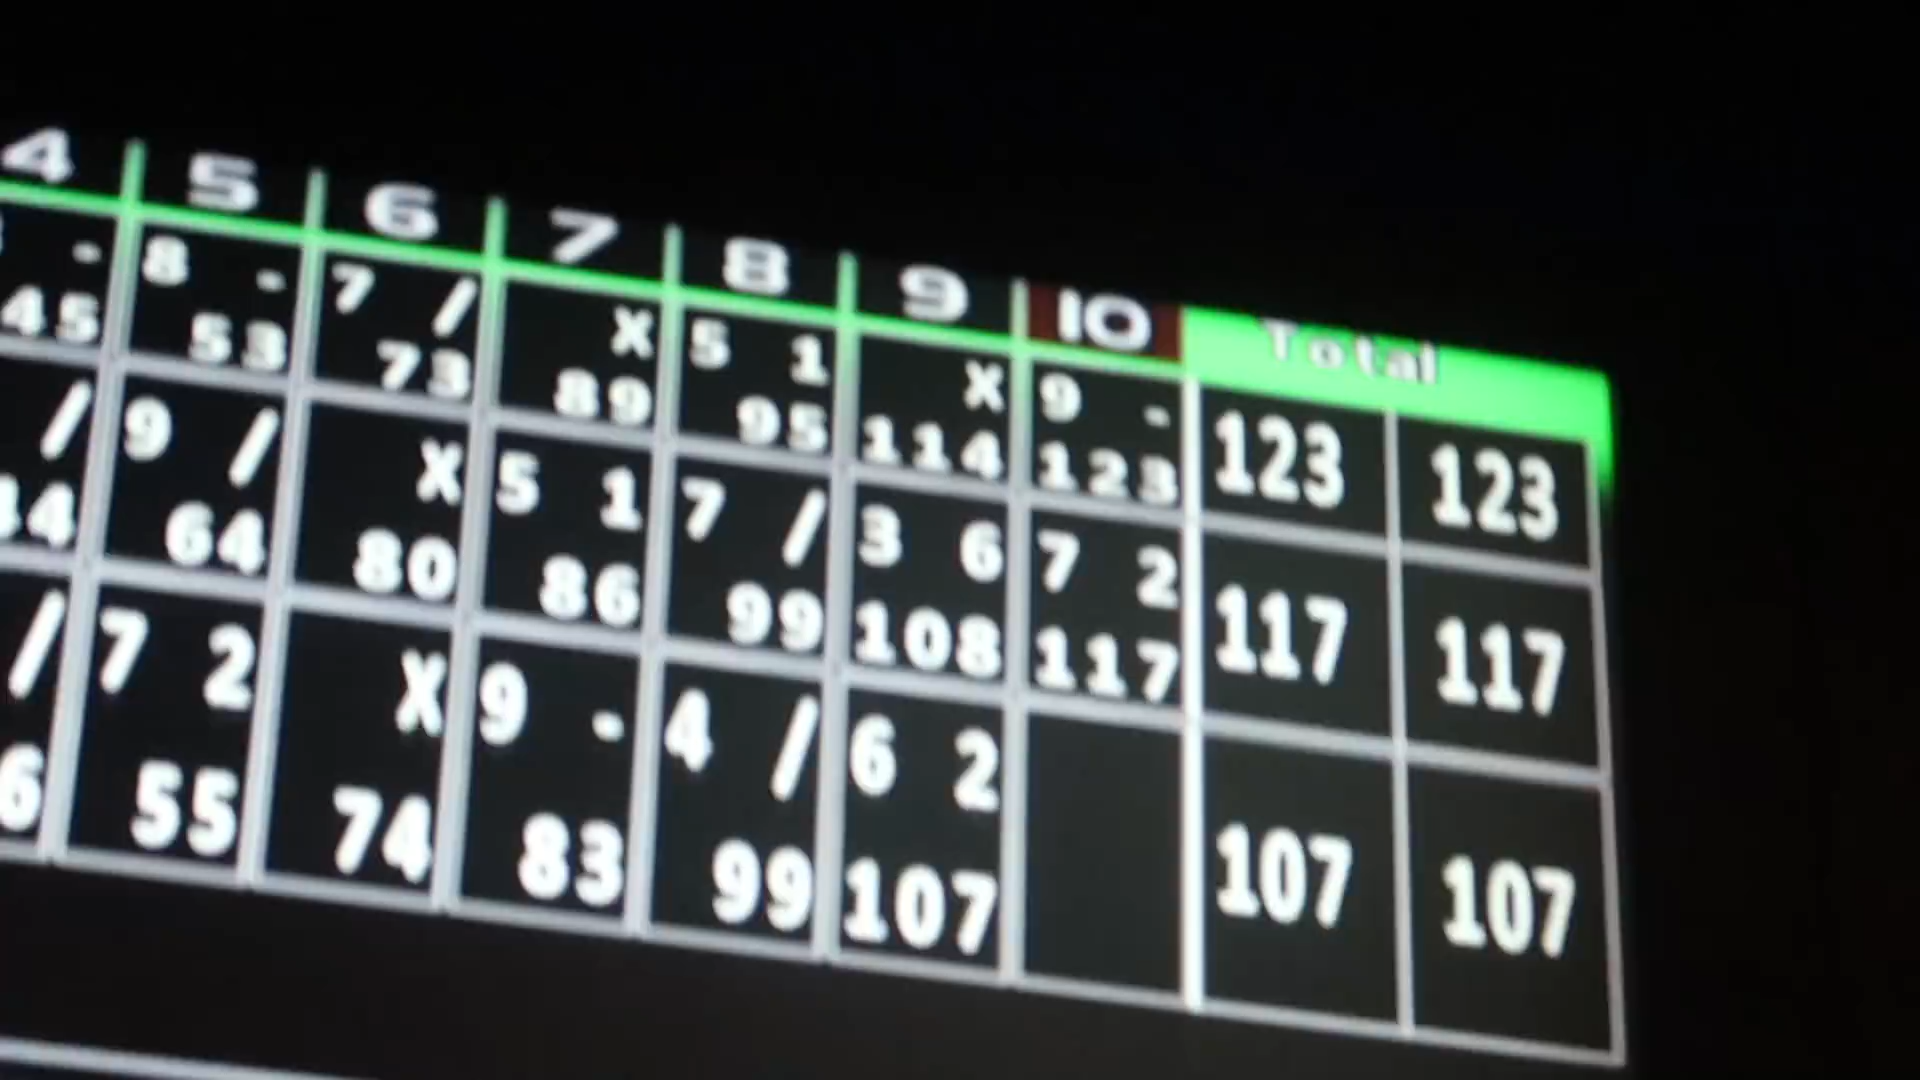 4 5 6 7 8 9 10 Total
- 8 - 7 / X 5 1 X 9 -
45 53 73 89 95 114 123 123 123
/ 9 / X 5 1 7 / 3 6 7 2
44 64 80 86 99 108 117 117 117
/ 7 2 X 9 - 4 / 6 2
6 55 74 83 99 107 107 107